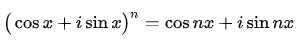 (cos x + i sin x)ⁿ = cos nx + i sin nx